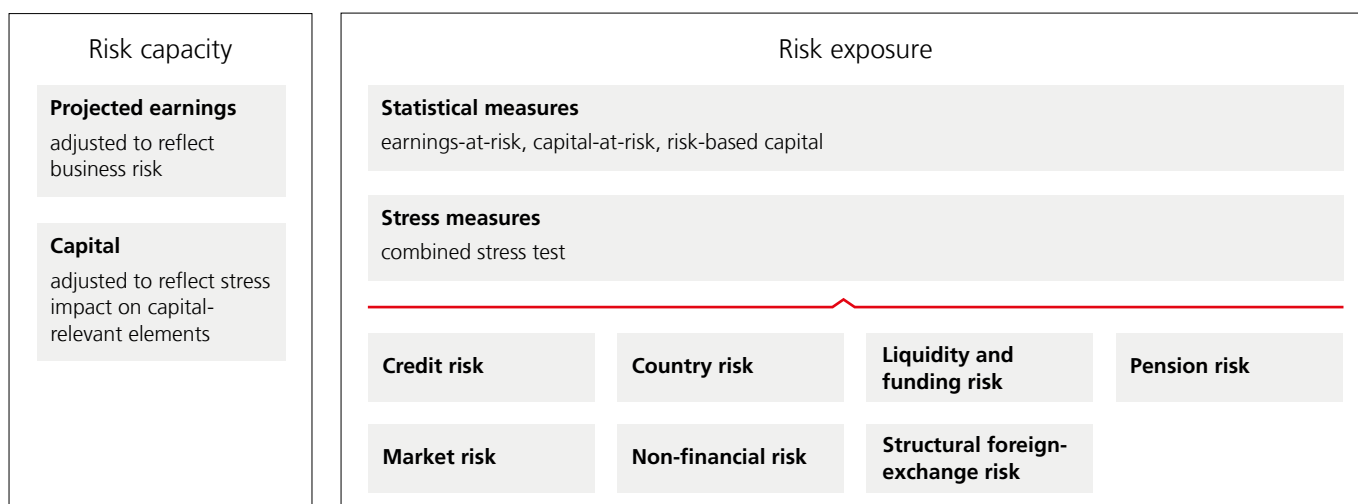 Risk capacity
Projected earnings
adjusted to reflect
business risk
Capital
adjusted to reflect stress
impact on capital-
relevant elements
Risk exposure
Statistical measures
earnings-at-risk, capital-at-risk, risk-based capital
Stress measures
combined stress test
Credit risk
Country risk
Liquidity and
funding risk
Pension risk
Market risk
Non-financial risk
Structural foreign-
exchange risk